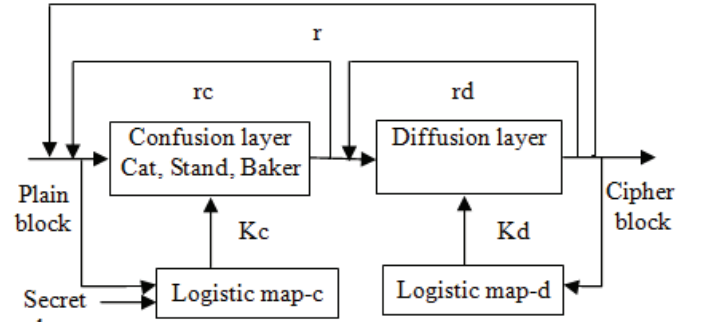 r
rc
rd
Confusion layer
Cat, Stand, Baker
Diffusion layer
Plain
block
Cipher
block
Kc
Kd
Secret
Logistic map-c
Logistic map-d